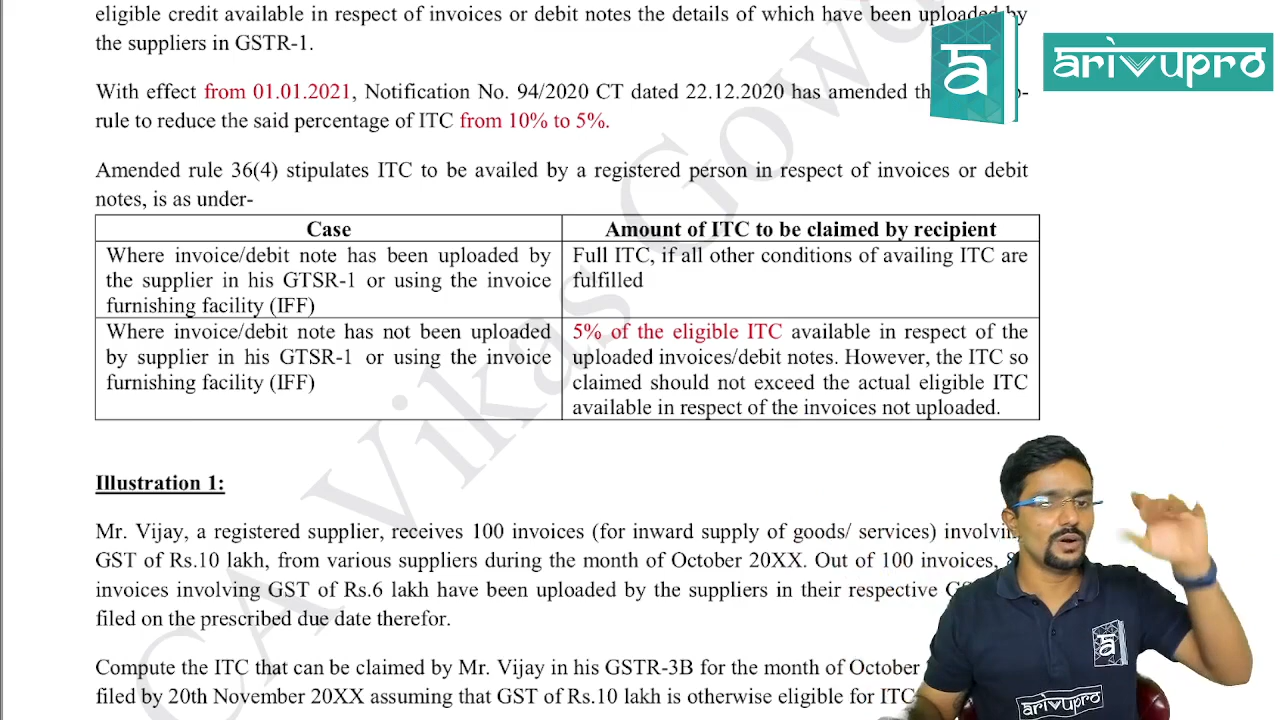 eligible credit available in respect of invoices or debit notes the details of which have been uploaded by
the suppliers in GSTR-1.
With effect from 01.01.2021, Notification No. 94/2020 CT dated 22.12.2020 has amended
rule to reduce the said percentage of ITC from 10% to 5%.
Amended rule 36(4) stipulates ITC to be availed by a registered person in respect of invoices or debit
notes, is as under-
Case
Amount of ITC to be claimed by recipient
Where invoice/debit note has been uploaded by
the supplier in his GTSR-1 or using the invoice
furnishing facility (IFF)
Full ITC, if all other conditions of availing ITC are
fulfilled
Where invoice/debit note has not been uploaded
by supplier in his GTSR-1 or using the invoice
furnishing facility (IFF)
5% of the eligible ITC available in respect of the
uploaded invoices/debit notes. However, the ITC so
claimed should not exceed the actual eligible ITC
available in respect of the invoices not uploaded.
Illustration 1:
Mr. Vijay, a registered supplier, receives 100 invoices (for inward supply of goods/ services)
GST of Rs.10 lakh, from various suppliers during the month of October 20XX. Out of 100 invoices,
invoices involving GST of Rs.6 lakh have been uploaded by the suppliers in their respective
filed on the prescribed due date therefor.
Compute the ITC that can be claimed by Mr. Vijay in his GSTR-3B for the month of October
filed by 20th November 20XX assuming that GST of Rs.10 lakh is otherwise eligible for ITC
CA Vikas Gowd
arivupro
arivupro